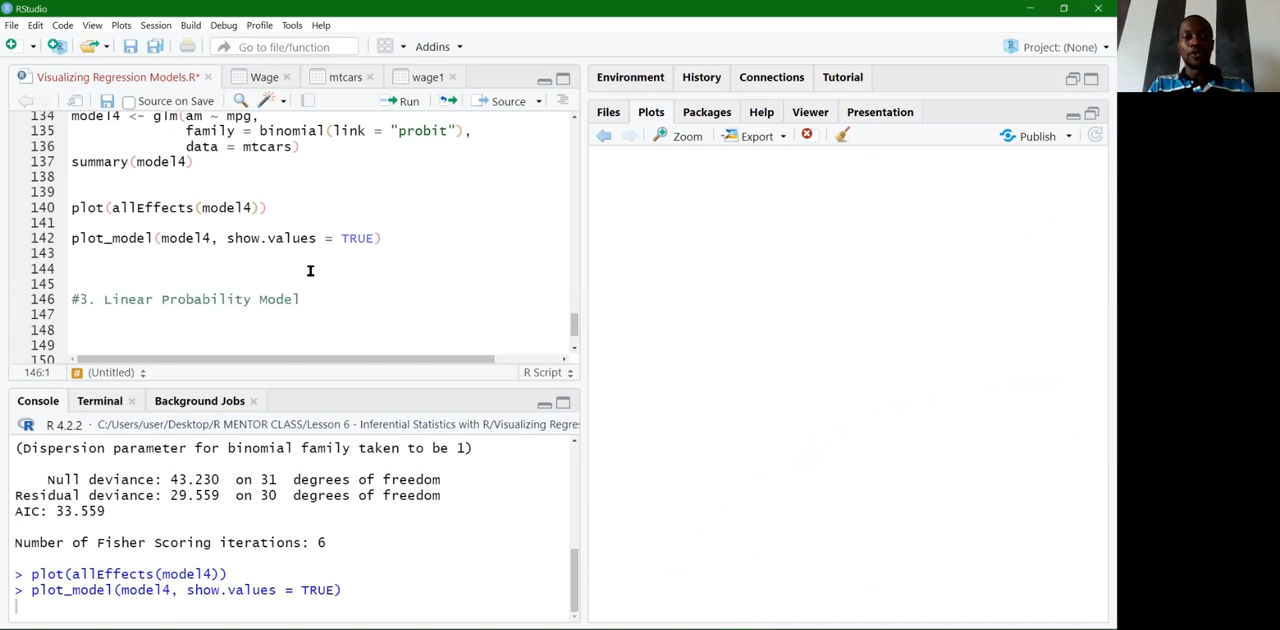 RStudio
File Edit Code View Plots Session Build Debug Profile Tools Help
Go to file/function Addins Project: (None)
Visualizing Regression Models.R* Wage mtcars wage1
Source on Save Run Source
134 model4 <- glm(am ~ mpg,
135 family = binomial(link = "probit"),
136 data = mtcars)
137 summary(model4)
138
139
140 plot(allEffects(model4))
141
142 plot_model(model4, show.values = TRUE)
143
144
145
146 #3. Linear Probability Model
147
148
149
150
146:1 # (Untitled) R Script
Console Terminal Background Jobs
R 4.2.2 · C:/Users/user/Desktop/R MENTOR CLASS/Lesson 6 - Inferential Statistics with R/Visualizing Regre
(Dispersion parameter for binomial family taken to be 1)
Null deviance: 43.230 on 31 degrees of freedom
Residual deviance: 29.559 on 30 degrees of freedom
AIC: 33.559
Number of Fisher Scoring iterations: 6
> plot(allEffects(model4))
> plot_model(model4, show.values = TRUE)
Environment History Connections Tutorial
Files Plots Packages Help Viewer Presentation
Zoom Export Publish